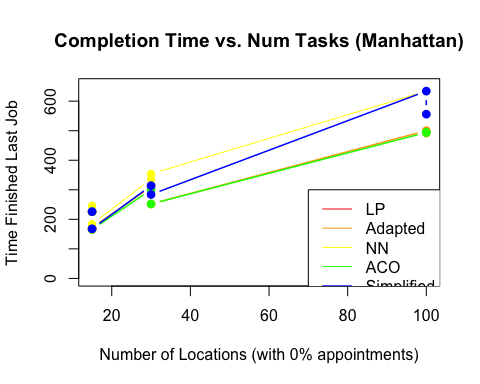 Completion Time vs. Num Tasks (Manhattan)
Time Finished Last Job
600
400
200
0
LP
Adapted
NN
ACO
Simplified
20
40
60
80
100
Number of Locations (with 0% appointments)